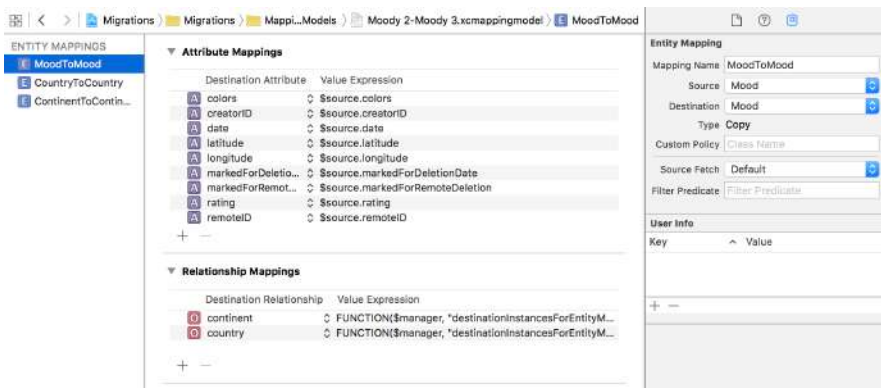 Migrations Migrations Mappi...Models Moody 2-Moody 3.xcmappingmodel E MoodToMood
ENTITY MAPPINGS
E MoodToMood
E CountryToCountry
E ContinentToContin...
Attribute Mappings
Destination Attribute Value Expression
A colors $source.colors
A creatorID $source.creatorID
A date $source.date
A latitude $source.latitude
A longitude $source.longitude
A markedForDeletio... $source.markedForDeletionDate
A markedForRemot... $source.markedForRemoteDeletion
A rating $source.rating
A remoteID $source.remoteID
+ −
Relationship Mappings
Destination Relationship Value Expression
O continent FUNCTION($manager, "destinationInstancesForEntityM...
O country FUNCTION($manager, "destinationInstancesForEntityM...
+ −
Entity Mapping
Mapping Name MoodToMood
Source Mood
Destination Mood
Type Copy
Custom Policy Class Name
Source Fetch Default
Filter Predicate Filter Predicate
User Info
Key Value
+ −